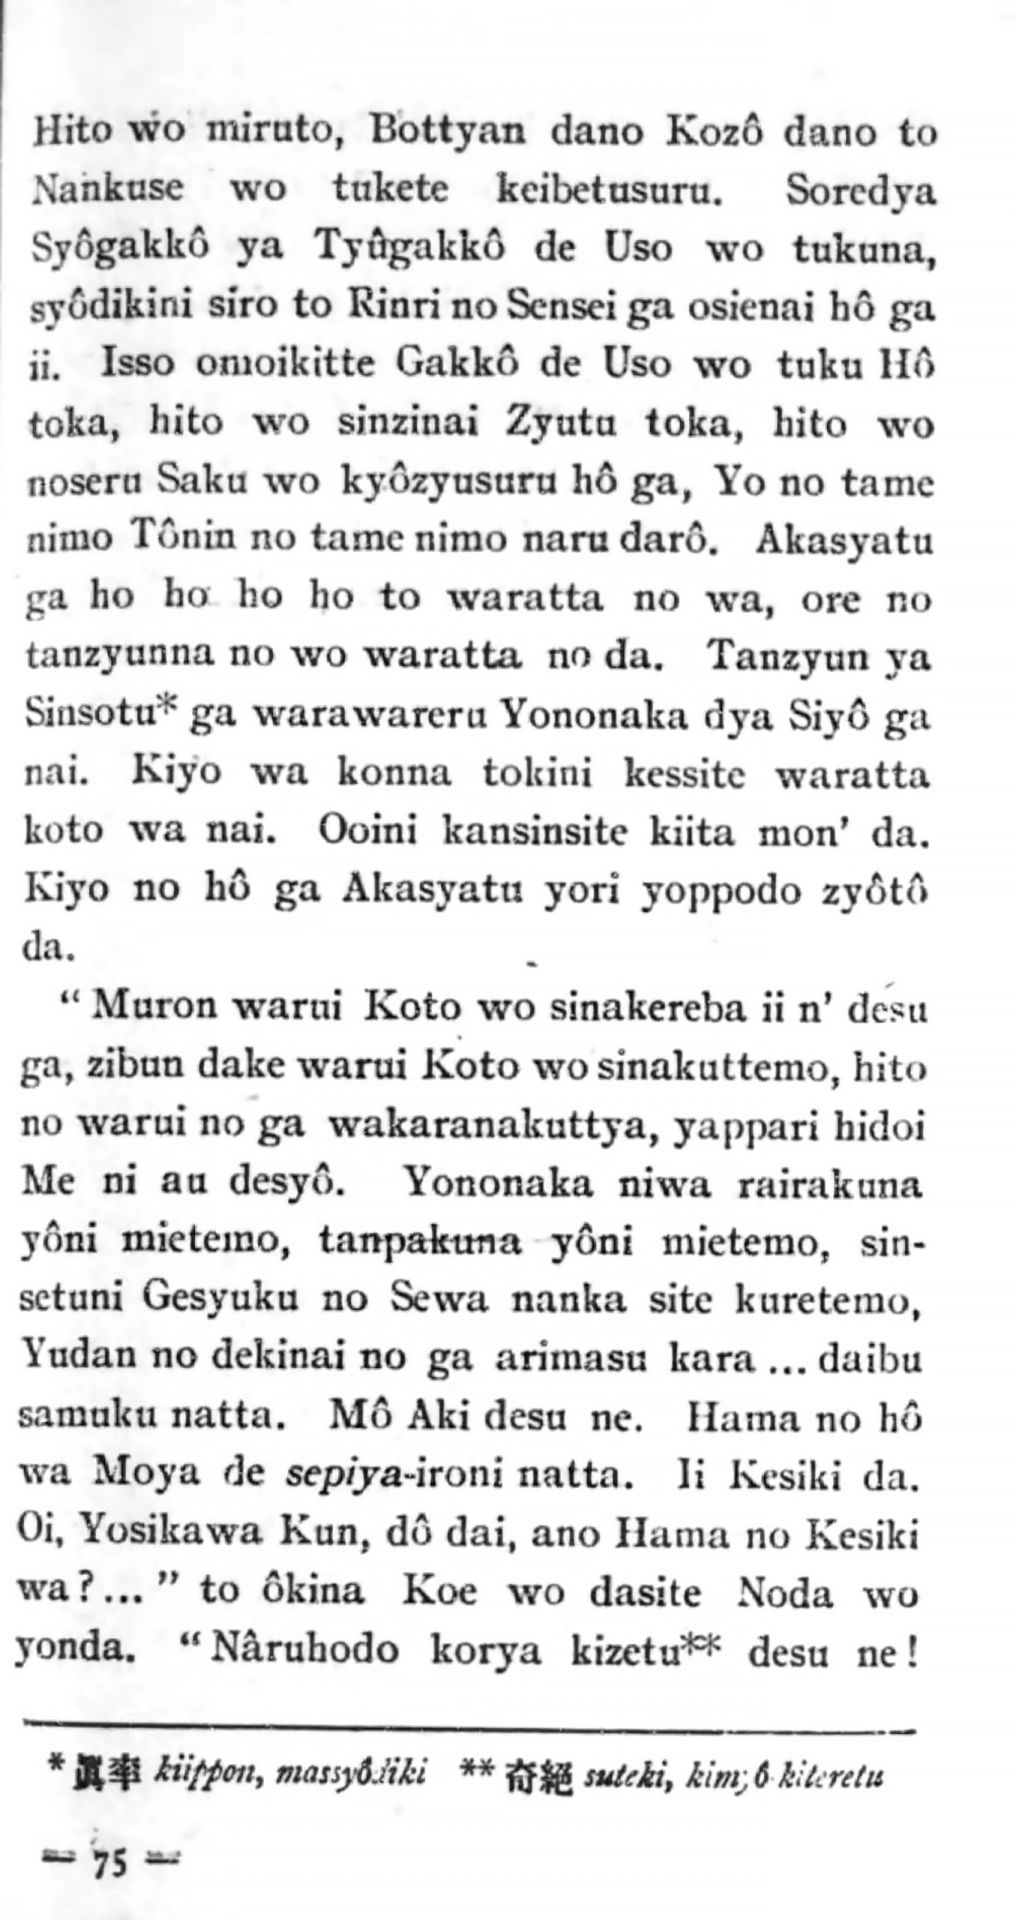 Hito wo miruto, Bottyan dano Kozô dano to
Nankuse wo tukete keibetusuru. Soredya
Syôgakkô ya Tyûgakkô de Uso wo tukuna,
syôdikini siro to Rinri no Sensei ga osienai hô ga
ii. Isso omoikitte Gakkô de Uso wo tuku Hô
toka, hito wo sinzinai Zyutu toka, hito wo
noseru Saku wo kyôzyusuru hô ga, Yo no tame
nimo Tônin no tame nimo naru darô. Akasyatu
ga ho ho ho ho to waratta no wa, ore no
tanzyunna no wo waratta no da. Tanzyun ya
Sinsotu* ga warawareru Yononaka dya Siyô ga
nai. Kiyo wa konna tokini kessite waratta
koto wa nai. Ooini kansinsite kiita mon’ da.
Kiyo no hô ga Akasyatu yori yoppodo zyôtô
da.
“ Muron warui Koto wo sinakereba ii n’ desu
ga, zibun dake warui Koto wo sinakuttemo, hito
no warui no ga wakaranakuttya, yappari hidoi
Me ni au desyô. Yononaka niwa rairakuna
yôni mietemo, tanpakuna yôni mietemo, sin-
setuni Gesyuku no Sewa nanka site kuretemo,
Yudan no dekinai no ga arimasu kara ... daibu
samuku natta. Mô Aki desu ne. Hama no hô
wa Moya de sepiya-ironi natta. Ii Kesiki da.
Oi, Yosikawa Kun, dô dai, ano Hama no Kesiki
wa ? ... ” to ôkina Koe wo dasite Noda wo
yonda. “ Nâruhodo korya kizetu** desu ne !
* 眞率 kiippon, massyôdiki ** 奇絕 suteki, kimyô kiteretu
— 75 —